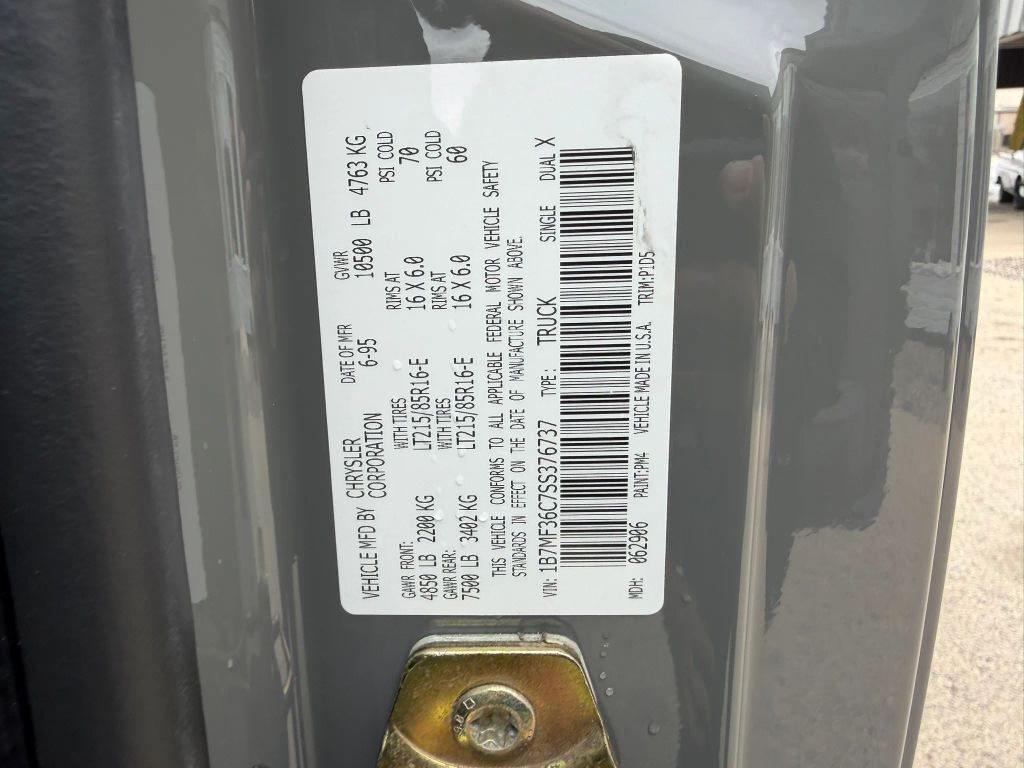 VEHICLE MFD BY CHRYSLER CORPORATION DATE OF MFR 6-95 GVWR 10500 LB 4763 KG
GAWR FRONT: WITH TIRES RIMS AT PSI COLD
4850 LB 2200 KG LT215/85R16-E 16 X 6.0 70
GAWR REAR: WITH TIRES RIMS AT PSI COLD
7500 LB 3402 KG LT215/85R16-E 16 X 6.0 60
THIS VEHICLE CONFORMS TO ALL APPLICABLE FEDERAL MOTOR VEHICLE SAFETY
STANDARDS IN EFFECT ON THE DATE OF MANUFACTURE SHOWN ABOVE.
VIN: 1B7MF36C7SS376737 TYPE: TRUCK SINGLE DUAL X
MDH: 062906 PAINT:PM4 VEHICLE MADE IN U.S.A. TRIM:P1D5